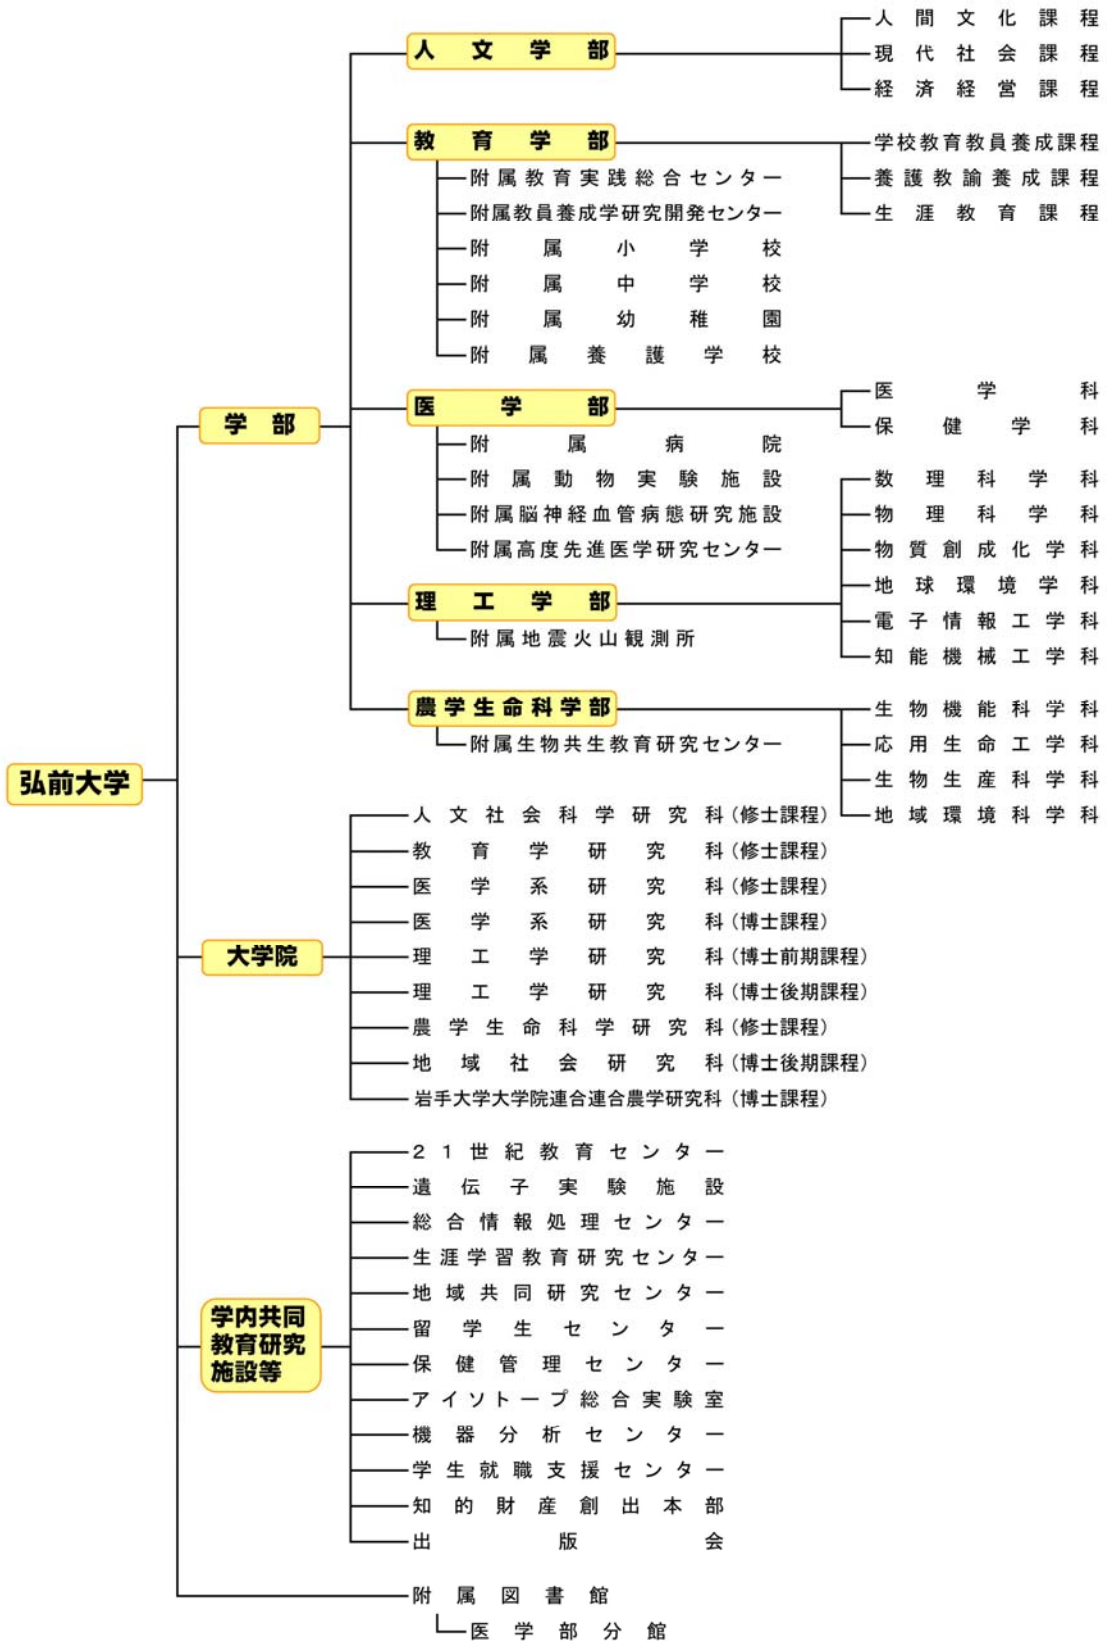 弘前大学
学部
人文学部
人間文化課程
現代社会課程
経済経営課程
教育学部
学校教育教員養成課程
養護教諭養成課程
生涯教育課程
附属教育実践総合センター
附属教員養成学研究開発センター
附属小学校
附属中学校
附属幼稚園
附属養護学校
医学部
医学科
保健学科
附属病院
附属動物実験施設
附属脳神経血管病態研究施設
附属高度先進医学研究センター
理工学部
数理科学科
物理科学科
物質創成化学科
地球環境学科
電子情報工学科
知能機械工学科
附属地震火山観測所
農学生命科学部
生物機能科学科
応用生命工学科
生物生産科学科
地域環境科学科
附属生物共生教育研究センター
大学院
人文社会科学研究科(修士課程)
教育学研究科(修士課程)
医学系研究科(修士課程)
医学系研究科(博士課程)
理工学研究科(博士前期課程)
理工学研究科(博士後期課程)
農学生命科学研究科(修士課程)
地域社会研究科(博士後期課程)
岩手大学大学院連合連合農学研究科(博士課程)
学内共同
教育研究
施設等
21世紀教育センター
遺伝子実験施設
総合情報処理センター
生涯学習教育研究センター
地域共同研究センター
留学生センター
保健管理センター
アイソトープ総合実験室
機器分析センター
学生就職支援センター
知的財産創出本部
出版会
附属図書館
医学部分館